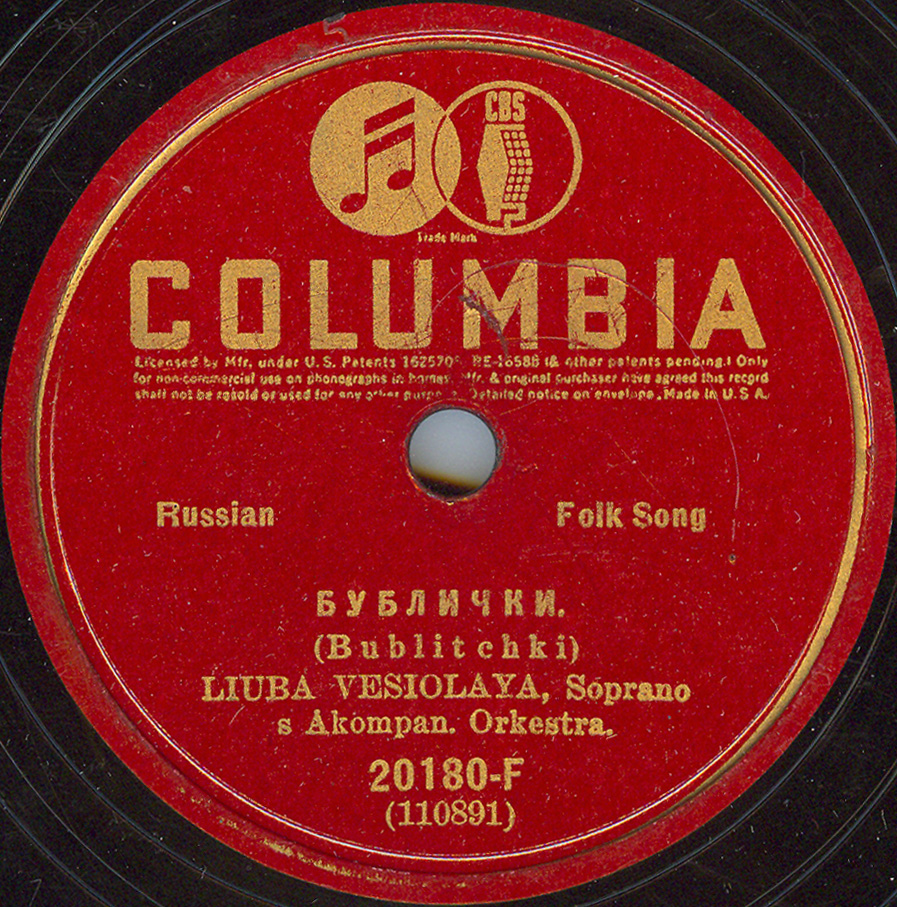 CBS
Trade Mark
COLUMBIA
Licensed by Mfr. under U.S. Patents 1625705, RE-16588 (& other patents pending.) Only
for non-commercial use on phonographs in homes. Mfr. & original purchaser have agreed this record
shall not be resold or used for any other purpo Detailed notice on envelope. Made in U S A.
Russian Folk Song
БУБЛИЧКИ.
(Bublitchki)
LIUBA VESIOLAYA, Soprano
s Akompan. Orkestra.
20180-F
(110891)